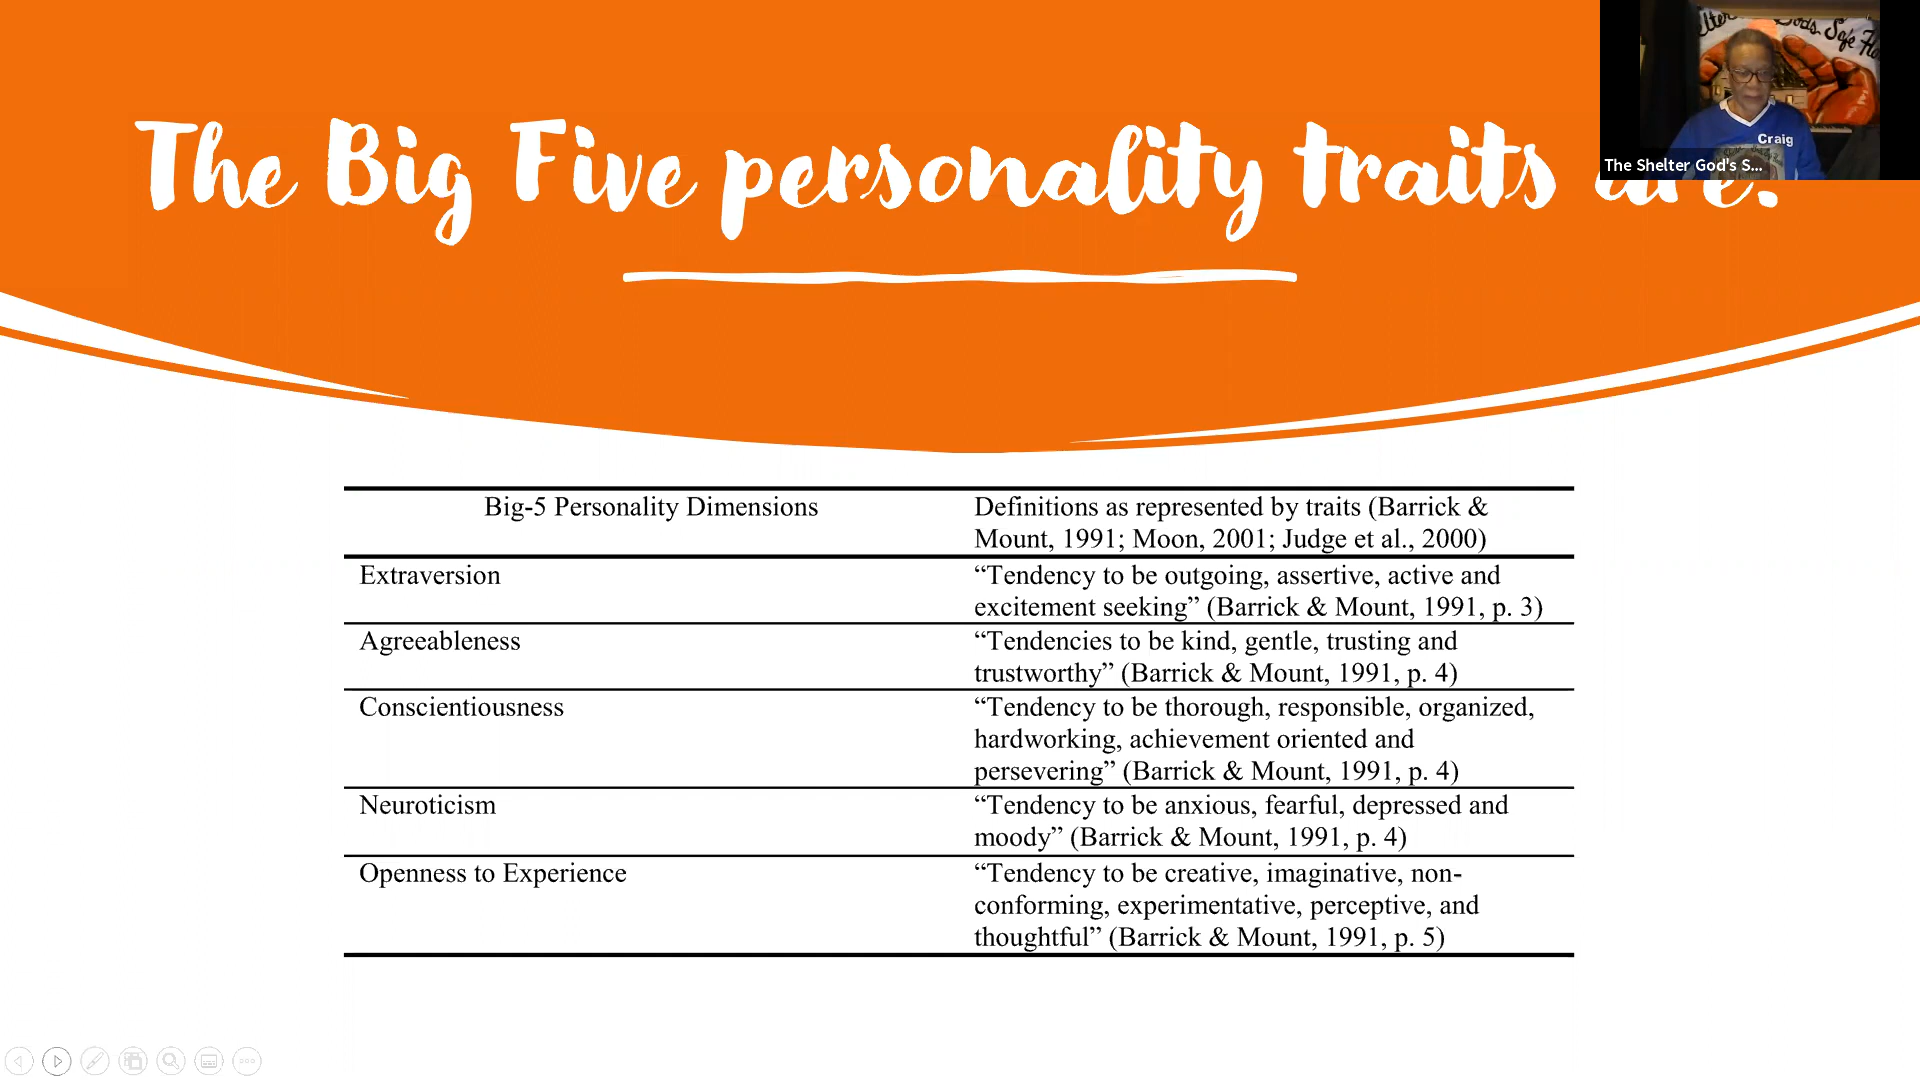 The Big Five personality traits are:
Craig
The Shelter God's S...
Big-5 Personality Dimensions
Definitions as represented by traits (Barrick &
Mount, 1991; Moon, 2001; Judge et al., 2000)
Extraversion
“Tendency to be outgoing, assertive, active and
excitement seeking” (Barrick & Mount, 1991, p. 3)
Agreeableness
“Tendencies to be kind, gentle, trusting and
trustworthy” (Barrick & Mount, 1991, p. 4)
Conscientiousness
“Tendency to be thorough, responsible, organized,
hardworking, achievement oriented and
persevering” (Barrick & Mount, 1991, p. 4)
Neuroticism
“Tendency to be anxious, fearful, depressed and
moody” (Barrick & Mount, 1991, p. 4)
Openness to Experience
“Tendency to be creative, imaginative, non-
conforming, experimentative, perceptive, and
thoughtful” (Barrick & Mount, 1991, p. 5)